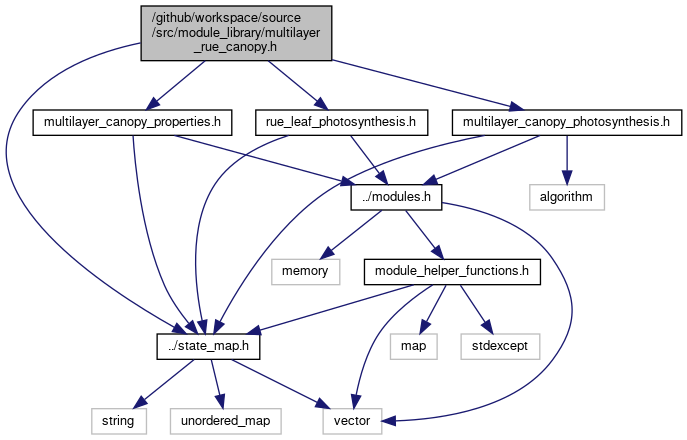 /github/workspace/source
/src/module_library/multilayer
_rue_canopy.h
multilayer_canopy_properties.h
rue_leaf_photosynthesis.h
multilayer_canopy_photosynthesis.h
../modules.h
algorithm
memory
module_helper_functions.h
../state_map.h
map
stdexcept
string
unordered_map
vector